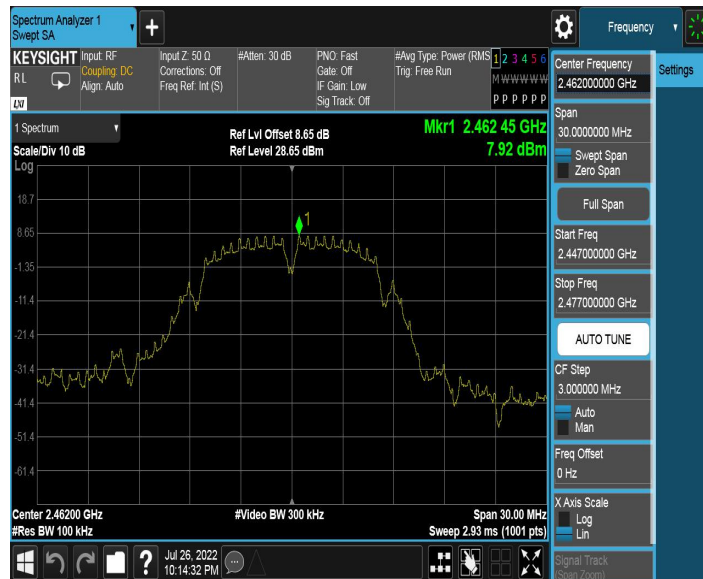 Spectrum Analyzer 1
Swept SA
+
Frequency
KEYSIGHT
RL
LXI
Input: RF
Coupling: DC
Align: Auto
Input Z: 50 Ω
Corrections: Off
Freq Ref: Int (S)
#Atten: 30 dB
PNO: Fast
Gate: Off
IF Gain: Low
Sig Track: Off
#Avg Type: Power (RMS
Trig: Free Run
1 2 3 4 5 6
M W W W W W
P P P P P P
1 Spectrum
Scale/Div 10 dB
Log
Ref Lvl Offset 8.65 dB
Ref Level 28.65 dBm
Mkr1 2.462 45 GHz
7.92 dBm
1
18.7
8.65
-1.35
-11.4
-21.4
-31.4
-41.4
-51.4
-61.4
Center 2.46200 GHz
#Video BW 300 kHz
Span 30.00 MHz
#Res BW 100 kHz
Sweep 2.93 ms (1001 pts)
Center Frequency
2.462000000 GHz
Settings
Span
30.0000000 MHz
Swept Span
Zero Span
Full Span
Start Freq
2.447000000 GHz
Stop Freq
2.477000000 GHz
AUTO TUNE
CF Step
3.000000 MHz
Auto
Man
Freq Offset
0 Hz
X Axis Scale
Log
Lin
Signal Track
(Span Zoom)
?
Jul 26, 2022
10:14:32 PM